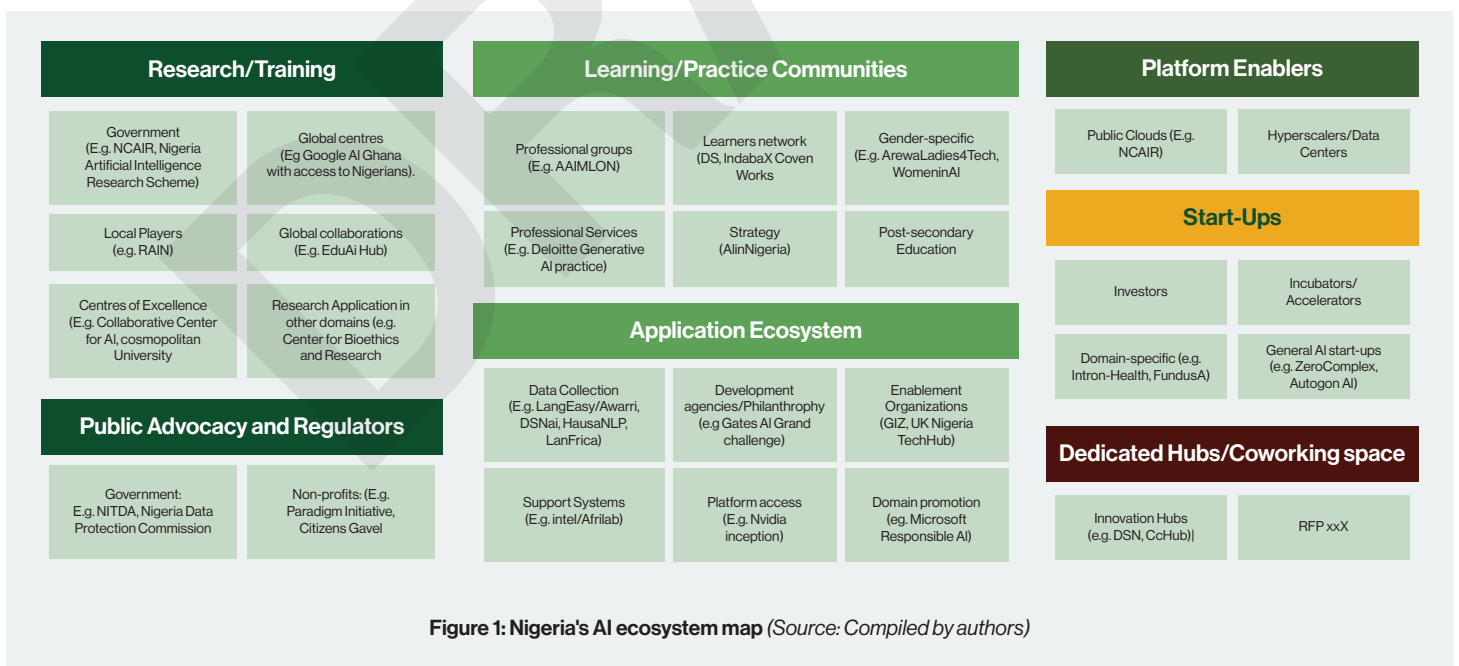 Research/Training
Government
(E.g. NCAIR, Nigeria
Artificial Intelligence
Research Scheme)
Global centres
(Eg Google AI Ghana
with access to Nigerians).
Local Players
(e.g. RAIN)
Global collaborations
(E.g. EduAi Hub)
Centres of Excellence
(E.g. Collaborative Center
for AI, cosmopolitan
University
Research Application in
other domains (e.g.
Center for Bioethics
and Research
Public Advocacy and Regulators
Government:
E.g. NITDA, Nigeria Data
Protection Commission
Non-profits: (E.g.
Paradigm Initiative,
Citizens Gavel
Learning/Practice Communities
Professional groups
(E.g. AAIMLON)
Learners network
(DS, IndabaX Coven
Works
Gender-specific
(E.g. ArewaLadies4Tech,
WomeninAI
Professional Services
(E.g. Deloitte Generative
AI practice)
Strategy
(AIinNigeria)
Post-secondary
Education
Application Ecosystem
Data Collection
(E.g. LangEasy/Awarri,
DSNai, HausaNLP,
LanFrica)
Development
agencies/Philanthropy
(e.g Gates AI Grand
challenge)
Enablement
Organizations
(GIZ, UK Nigeria
TechHub)
Support Systems
(E.g. intel/Afrilab)
Platform access
(E.g. Nvidia
inception)
Domain promotion
(eg. Microsoft
Responsible AI)
Platform Enablers
Public Clouds (E.g.
NCAIR)
Hyperscalers/Data
Centers
Start-Ups
Investors
Incubators/
Accelerators
Domain-specific (e.g.
Intron-Health, FundusA)
General AI start-ups
(e.g. ZeroComplex,
Autogon AI)
Dedicated Hubs/Coworking space
Innovation Hubs
(e.g. DSN, CcHub)|
RFP xxX
Figure 1: Nigeria's AI ecosystem map (Source: Compiled by authors)